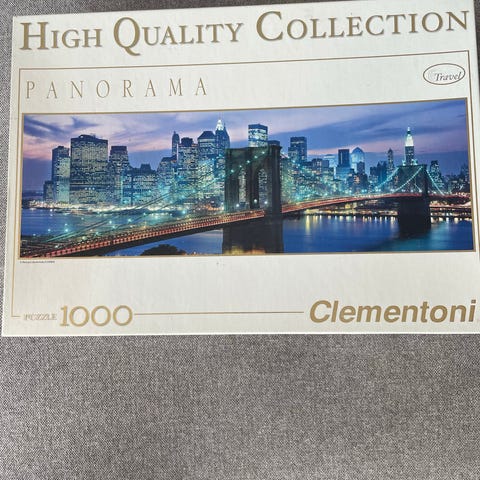 HIGH QUALITY COLLECTION
PANORAMA
Travel
PUZZLE 1000
Clementoni